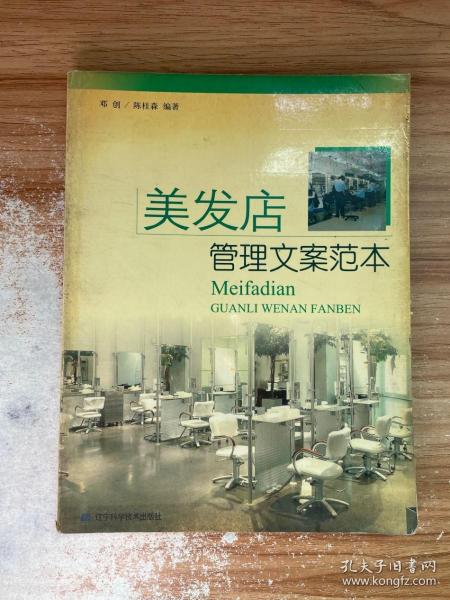 邓 创 / 陈桂森 编著
美发店
管理文案范本
Meifadian
GUANLI WENAN FANBEN
辽宁科学技术出版社
孔夫子旧书网
www.kongfz.com